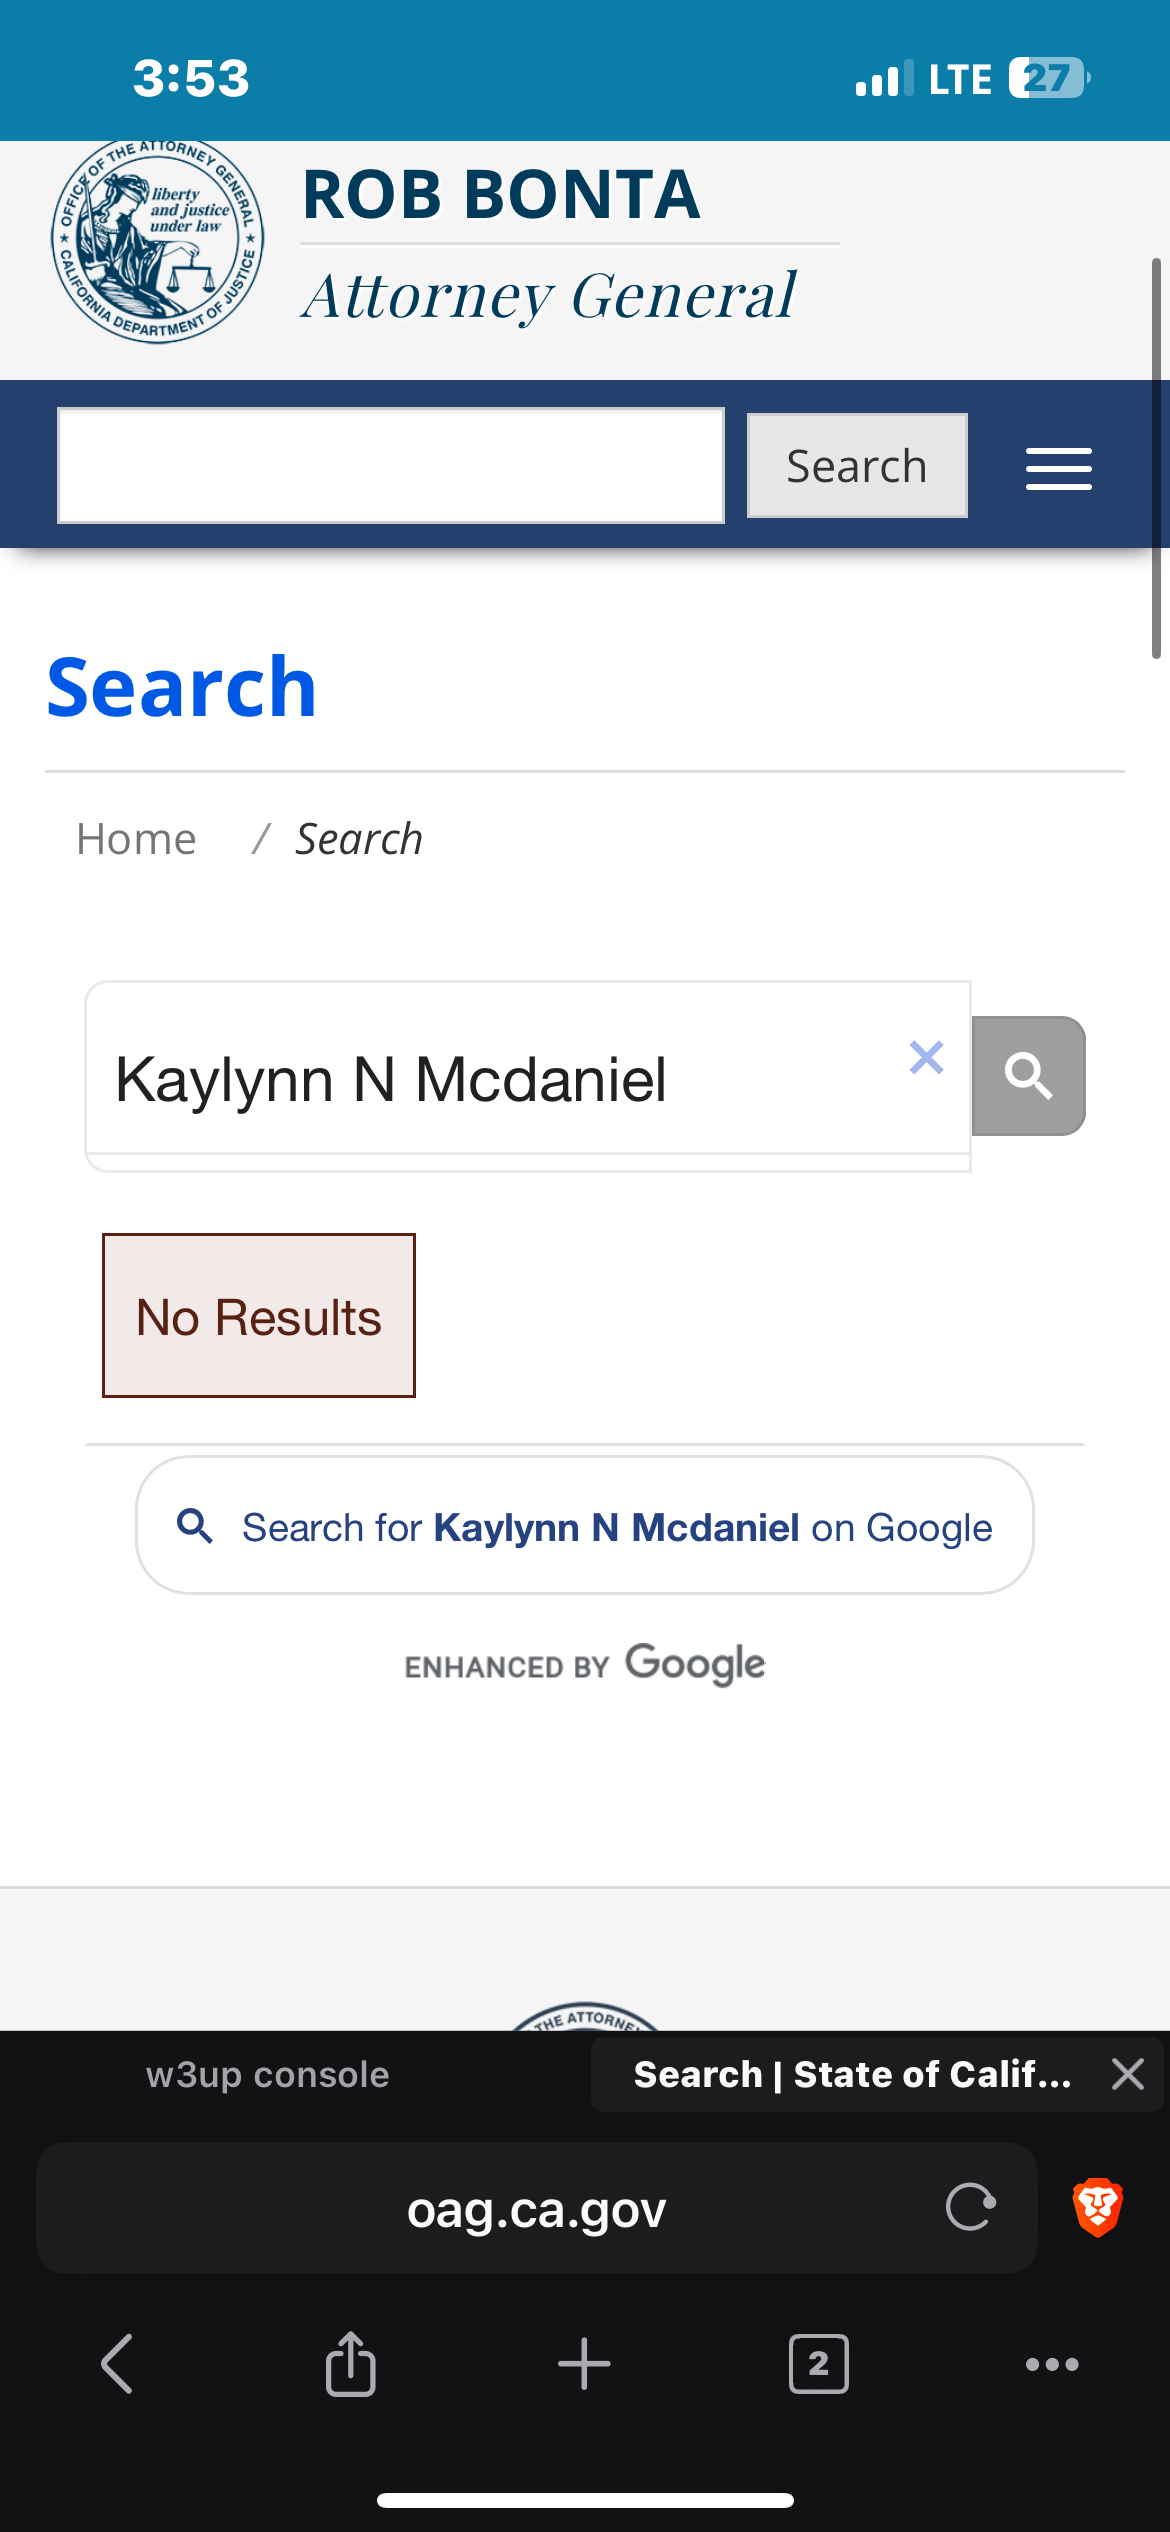 3:53
LTE 27
OFFICE OF THE ATTORNEY GENERAL
liberty
and justice
under law
CALIFORNIA DEPARTMENT OF JUSTICE
ROB BONTA
Attorney General
Search
Search
Home / Search
Kaylynn N Mcdaniel
No Results
Search for Kaylynn N Mcdaniel on Google
ENHANCED BY Google
THE ATTORNE
w3up console
Search | State of Calif...
oag.ca.gov
2